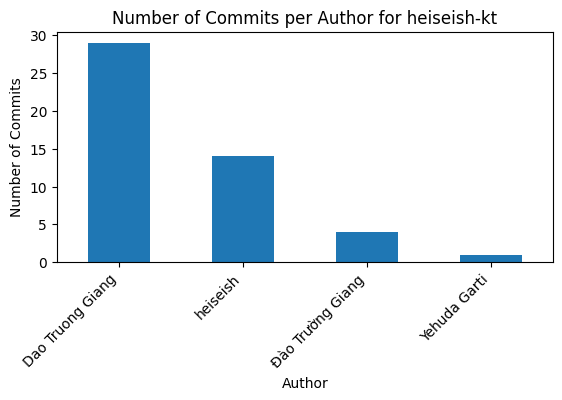 Number of Commits per Author for heiseish-kt
Number of Commits
30
25
20
15
10
5
0
Dao Truong Giang
heiseish
Đào Trường Giang
Yehuda Garti
Author